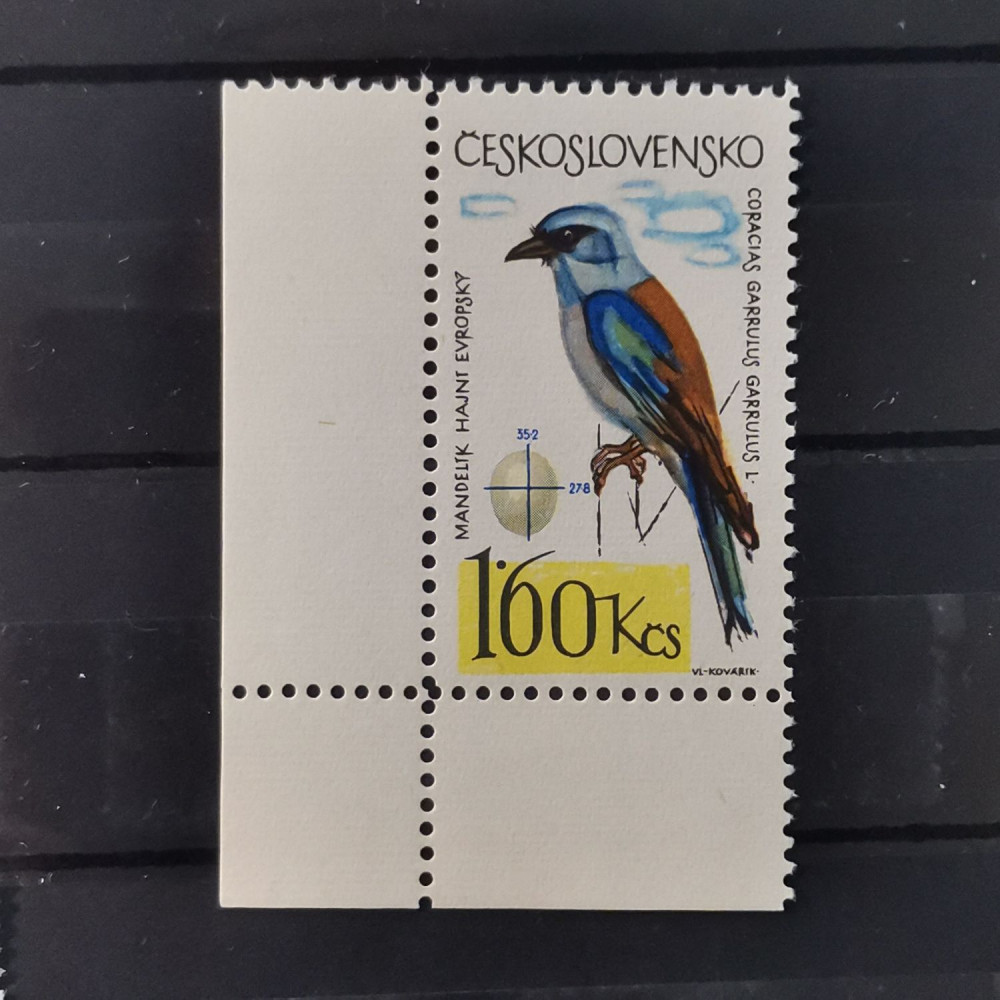 ČESKOSLOVENSKO
CORACIAS GARRULUS GARRULUS L·
MANDELÍK HAJNÍ EVROPSKÝ
35·2
27·8
1·60 Kčs
VL·KOVÁŘÍK·